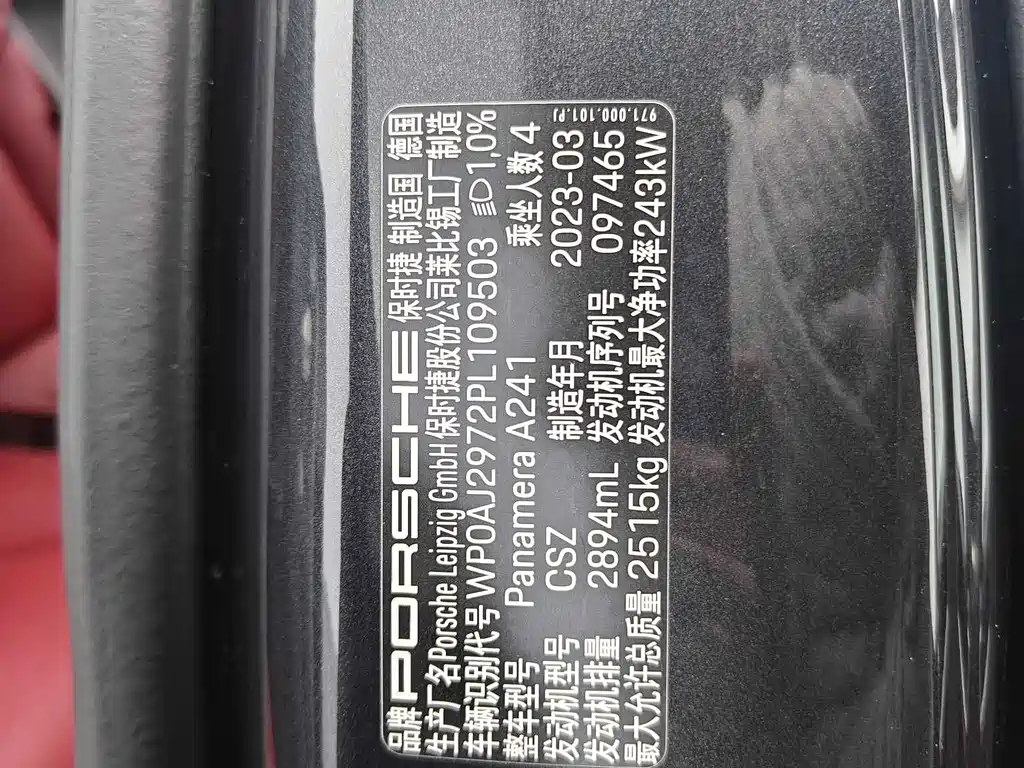 品牌 PORSCHE 保时捷 制造国 德国
生产厂名Porsche Leipzig GmbH保时捷股份公司莱比锡工厂制造
车辆识别代号 WP0AJ2972PL109503 1,0%
整车型号 Panamera A241 乘坐人数 4
发动机型号 CSZ 制造年月 2023-03
发动机排量 2894mL 发动机序列号 097465
最大允许总质量 2515kg 发动机最大净功率243kW
971.000.101.PJ